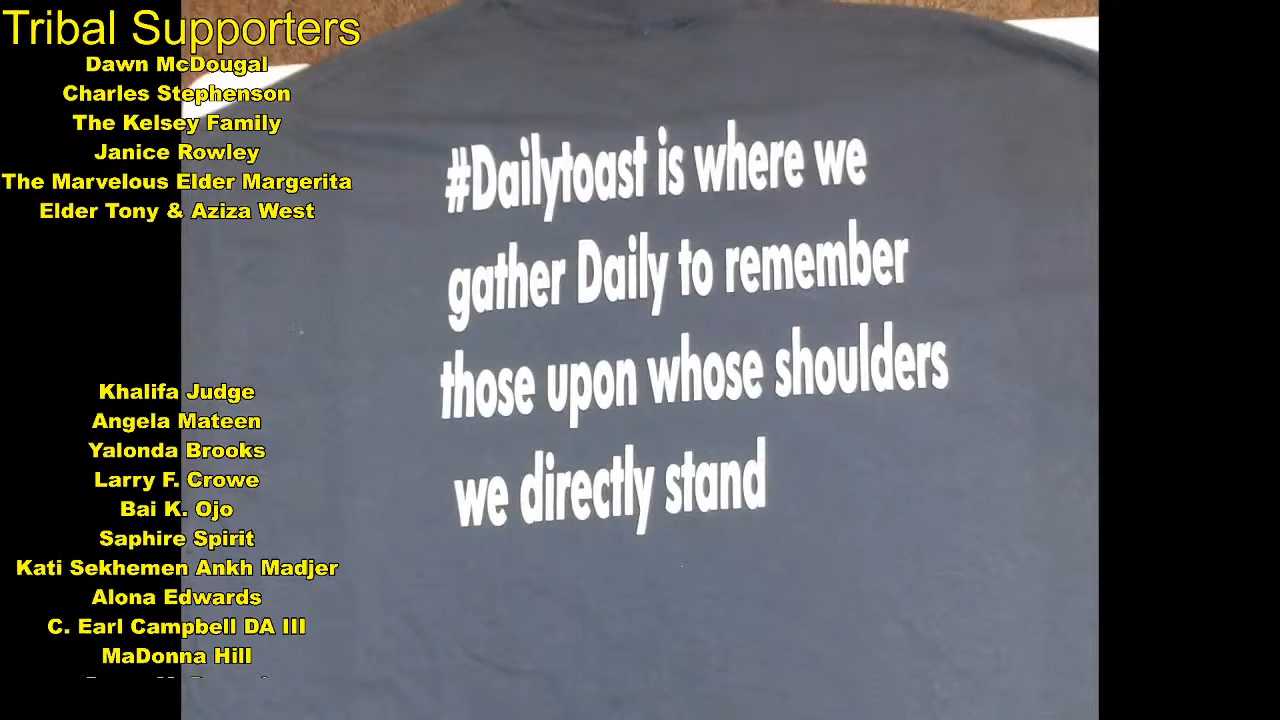 Tribal Supporters
Dawn McDougal
Charles Stephenson
The Kelsey Family
Janice Rowley
The Marvelous Elder Margerita
Elder Tony & Aziza West
Khalifa Judge
Angela Mateen
Yalonda Brooks
Larry F. Crowe
Bai K. Ojo
Saphire Spirit
Kati Sekhemen Ankh Madjer
Alona Edwards
C. Earl Campbell DA III
MaDonna Hill
#Dailytoast is where we
gather Daily to remember
those upon whose shoulders
we directly stand